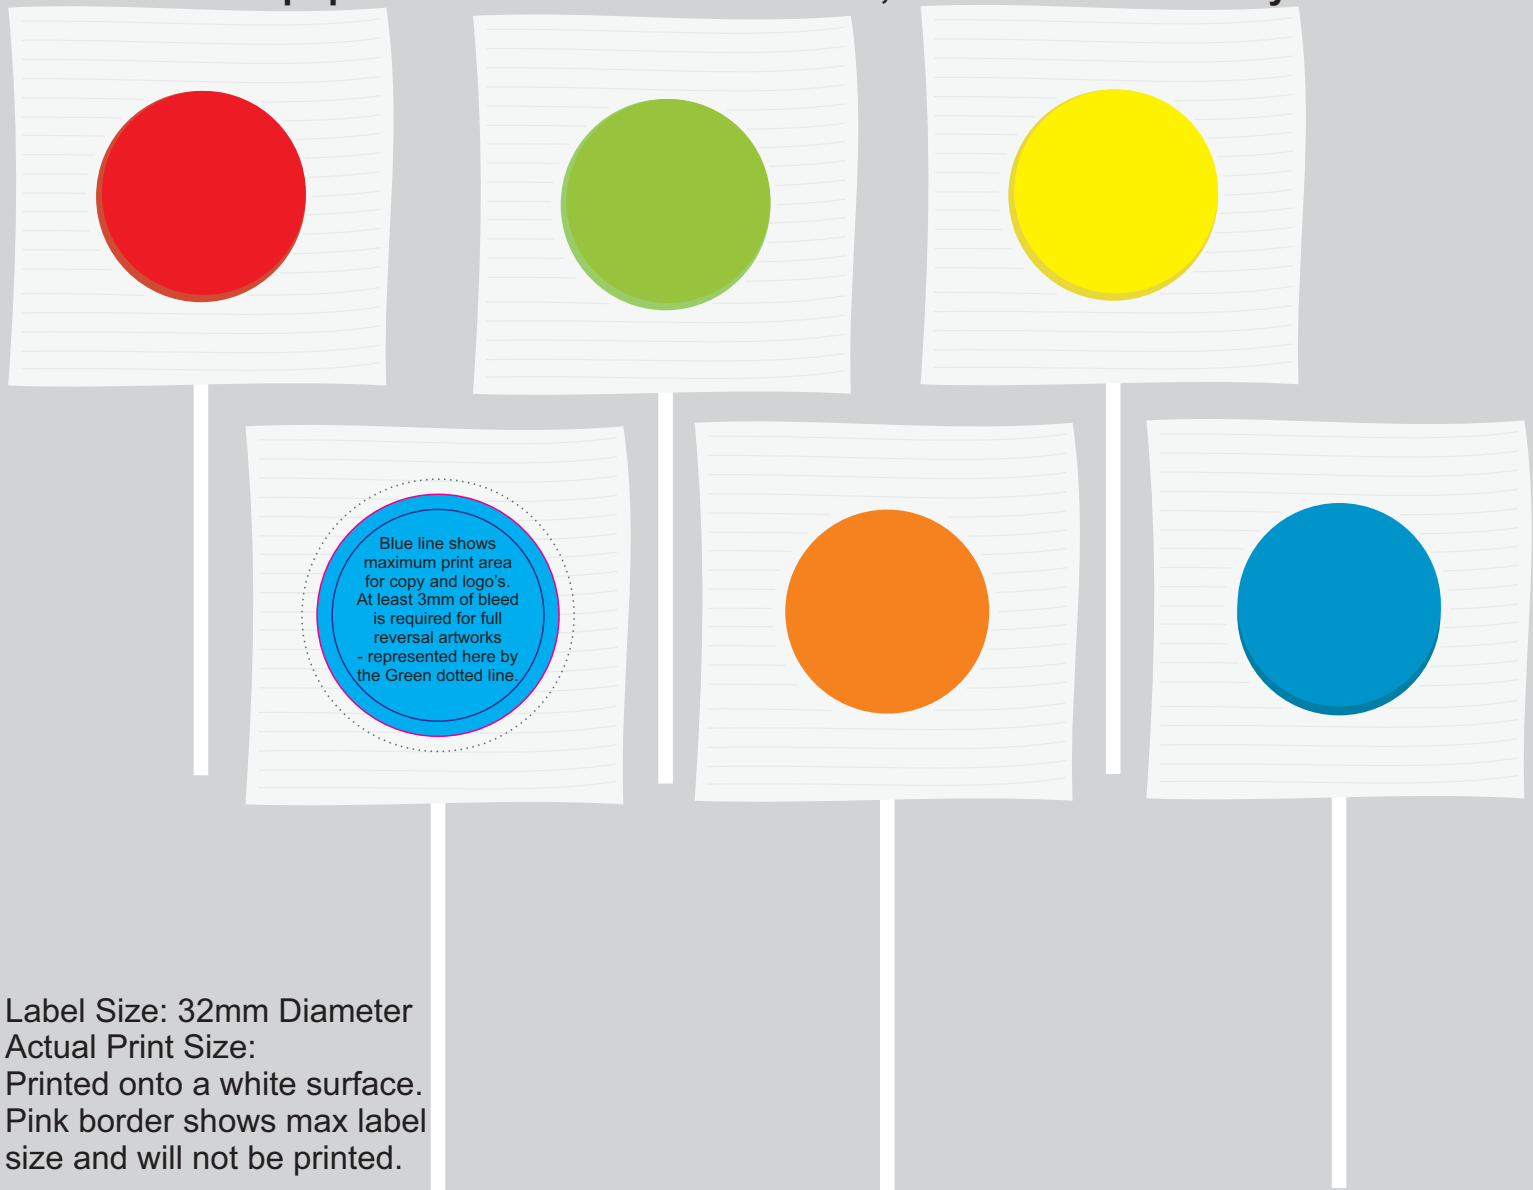 Blue line shows
maximum print area
for copy and logo's.
At least 3mm of bleed
is required for full
reversal artworks
- represented here by
the Green dotted line.
Label Size: 32mm Diameter
Actual Print Size:
Printed onto a white surface.
Pink border shows max label
size and will not be printed.